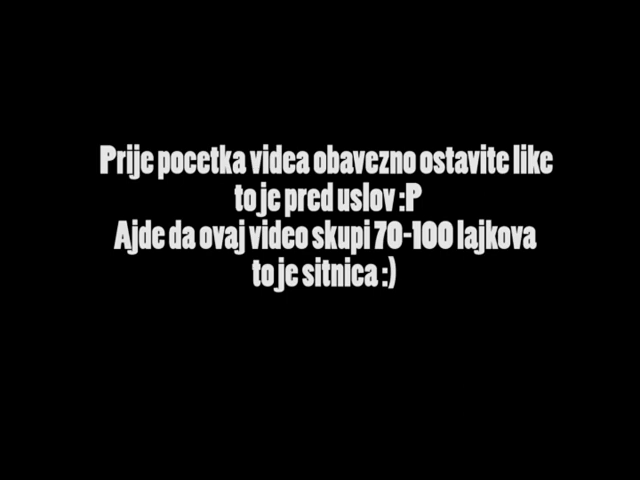 Prije pocetka videa obavezno ostavite like
to je pred uslov :P
Ajde da ovaj video skupi 70-100 lajkova
to je sitnica :)